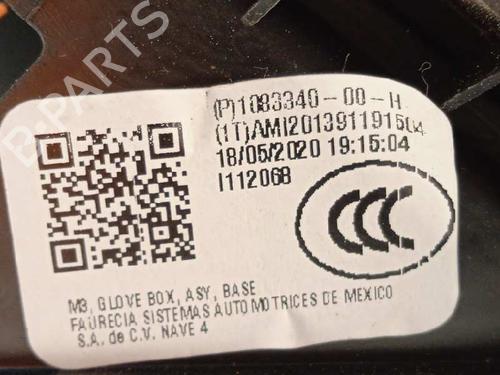 B-PARTS
(P)1083340-00-H
(1T)AMI201391191504
18/05/2020 19:15:04
I112068
CCC
M3, GLOVE BOX, ASY, BASE
FAURECIA SISTEMAS AUTOMOTRICES DE MEXICO
S.A. de C.V. NAVE 4